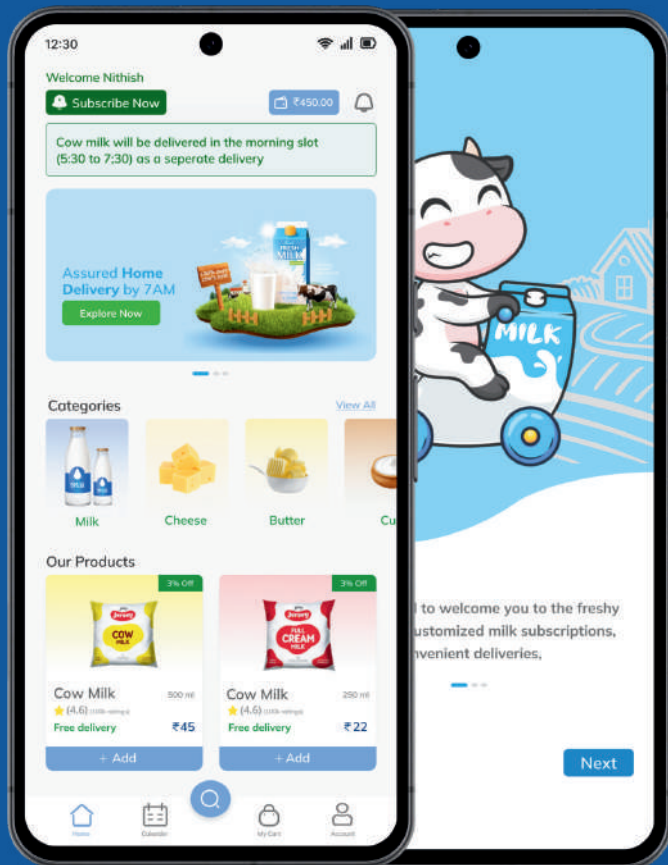 12:30
Welcome Nithish
Subscribe Now
₹450.00
Cow milk will be delivered in the morning slot
(5:30 to 7;30) as a seperate delivery
Assured Home
Delivery by 7AM
Explore Now
FRESH
MILK
Categories
View All
Milk
Cheese
Butter
Cu
Our Products
3% Off
Jersey
COW
MILK
Cow Milk
500 ml
(4.6)
Free delivery
₹45
+ Add
3% Off
Jersey
FULL
CREAM
MILK
Cow Milk
250 ml
(4.6)
Free delivery
₹22
+ Add
Home
Calender
My Cart
Account
MILK
l to welcome you to the freshy
ustomized milk subscriptions,
nvenient deliveries,
Next